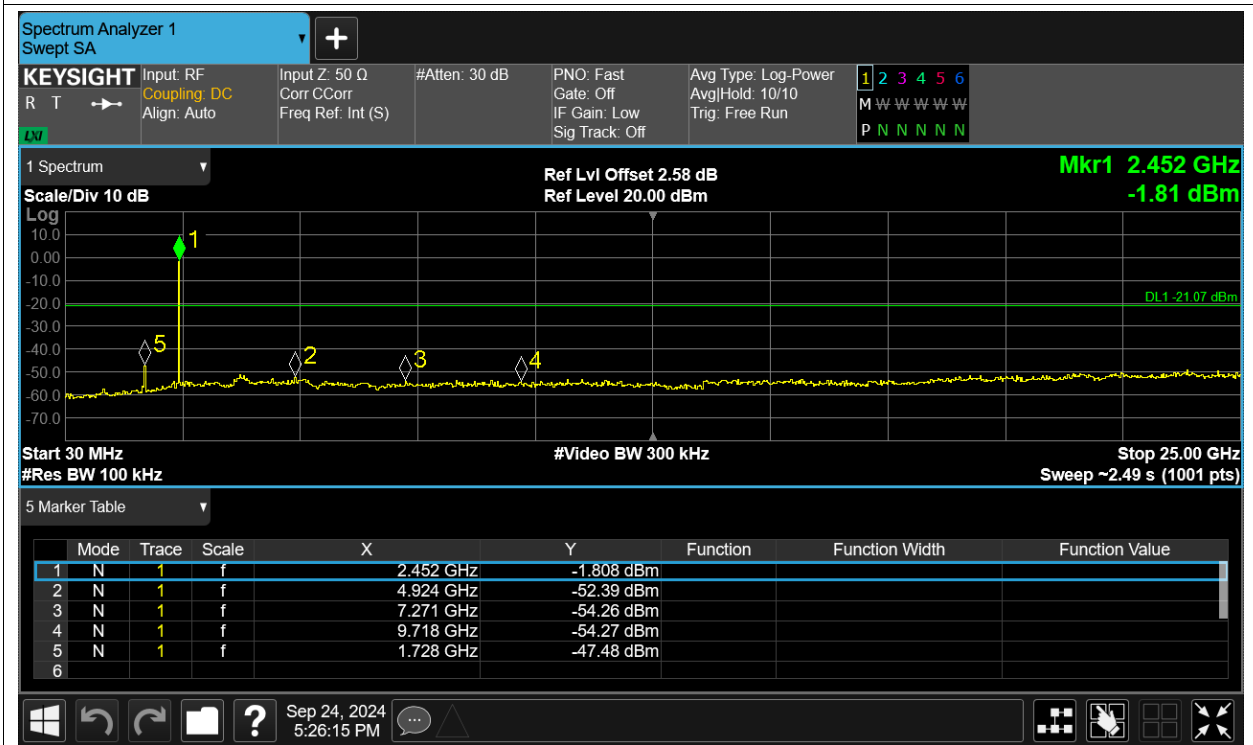 Spectrum Analyzer 1
Swept SA
KEYSIGHT
R T
LXI
Input: RF
Coupling: DC
Align: Auto
Input Z: 50 Ω
Corr CCorr
Freq Ref: Int (S)
#Atten: 30 dB
PNO: Fast
Gate: Off
IF Gain: Low
Sig Track: Off
Avg Type: Log-Power
Avg|Hold: 10/10
Trig: Free Run
1 2 3 4 5 6
M W W W W W W
P N N N N N
1 Spectrum
Scale/Div 10 dB
Ref Lvl Offset 2.58 dB
Ref Level 20.00 dBm
Mkr1 2.452 GHz
-1.81 dBm
Log
10.0
0.00
-10.0
-20.0
-30.0
-40.0
-50.0
-60.0
-70.0
1
5
2
3
4
DL1 -21.07 dBm
Start 30 MHz
#Video BW 300 kHz
Stop 25.00 GHz
#Res BW 100 kHz
Sweep ~2.49 s (1001 pts)
5 Marker Table
Mode Trace Scale X Y Function Function Width Function Value
1 N 1 f 2.452 GHz -1.808 dBm
2 N 1 f 4.924 GHz -52.39 dBm
3 N 1 f 7.271 GHz -54.26 dBm
4 N 1 f 9.718 GHz -54.27 dBm
5 N 1 f 1.728 GHz -47.48 dBm
6
?
Sep 24, 2024
5:26:15 PM